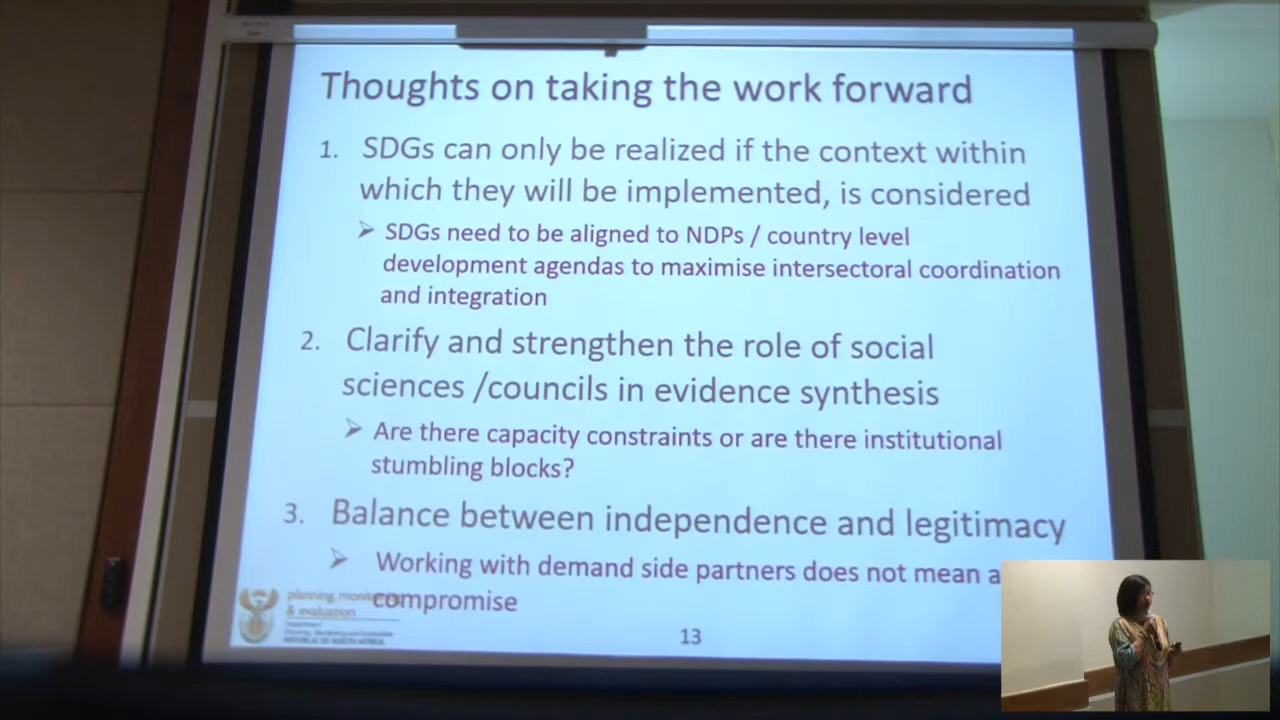 Thoughts on taking the work forward
1. SDGs can only be realized if the context within
which they will be implemented, is considered
➢ SDGs need to be aligned to NDPs / country level
development agendas to maximise intersectoral coordination
and integration
2. Clarify and strengthen the role of social
sciences /councils in evidence synthesis
➢ Are there capacity constraints or are there institutional
stumbling blocks?
3. Balance between independence and legitimacy
➢ Working with demand side partners does not mean a
compromise
planning,
& evaluation
Department:
Planning, Monitoring and Evaluation
REPUBLIC OF SOUTH AFRICA
13